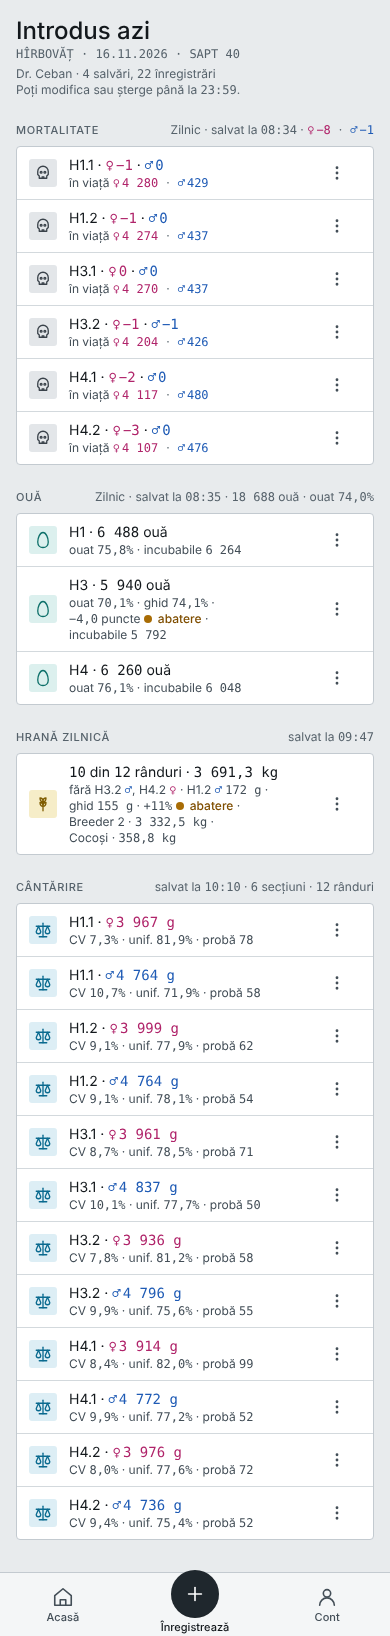 Introdus azi
HÎRBOVĂȚ · 16.11.2026 · SAPT 40
Dr. Ceban · 4 salvări, 22 înregistrări
Poți modifica sau șterge până la 23:59.
MORTALITATE Zilnic · salvat la 08:34 · ♀−8 · ♂−1
H1.1 · ♀−1 · ♂0
în viață ♀4 280 · ♂429
H1.2 · ♀−1 · ♂0
în viață ♀4 274 · ♂437
H3.1 · ♀0 · ♂0
în viață ♀4 270 · ♂437
H3.2 · ♀−1 · ♂−1
în viață ♀4 204 · ♂426
H4.1 · ♀−2 · ♂0
în viață ♀4 117 · ♂480
H4.2 · ♀−3 · ♂0
în viață ♀4 107 · ♂476
OUĂ Zilnic · salvat la 08:35 · 18 688 ouă · ouat 74,0%
H1 · 6 488 ouă
ouat 75,8% · incubabile 6 264
H3 · 5 940 ouă
ouat 70,1% · ghid 74,1% ·
−4,0 puncte ● abatere ·
incubabile 5 792
H4 · 6 260 ouă
ouat 76,1% · incubabile 6 048
HRANĂ ZILNICĂ salvat la 09:47
10 din 12 rânduri · 3 691,3 kg
fără H3.2 ♂, H4.2 ♀ · H1.2 ♂ 172 g ·
ghid 155 g · +11% ● abatere ·
Breeder 2 · 3 332,5 kg ·
Cocoși · 358,8 kg
CÂNTĂRIRE salvat la 10:10 · 6 secțiuni · 12 rânduri
H1.1 · ♀3 967 g
CV 7,3% · unif. 81,9% · probă 78
H1.1 · ♂4 764 g
CV 10,7% · unif. 71,9% · probă 58
H1.2 · ♀3 999 g
CV 9,1% · unif. 77,9% · probă 62
H1.2 · ♂4 764 g
CV 9,1% · unif. 78,1% · probă 54
H3.1 · ♀3 961 g
CV 8,7% · unif. 78,5% · probă 71
H3.1 · ♂4 837 g
CV 10,1% · unif. 77,7% · probă 50
H3.2 · ♀3 936 g
CV 7,8% · unif. 81,2% · probă 58
H3.2 · ♂4 796 g
CV 9,9% · unif. 75,6% · probă 55
H4.1 · ♀3 914 g
CV 8,4% · unif. 82,0% · probă 99
H4.1 · ♂4 772 g
CV 9,9% · unif. 77,2% · probă 52
H4.2 · ♀3 976 g
CV 8,0% · unif. 77,6% · probă 72
H4.2 · ♂4 736 g
CV 9,4% · unif. 75,4% · probă 52
Acasă Înregistrează Cont